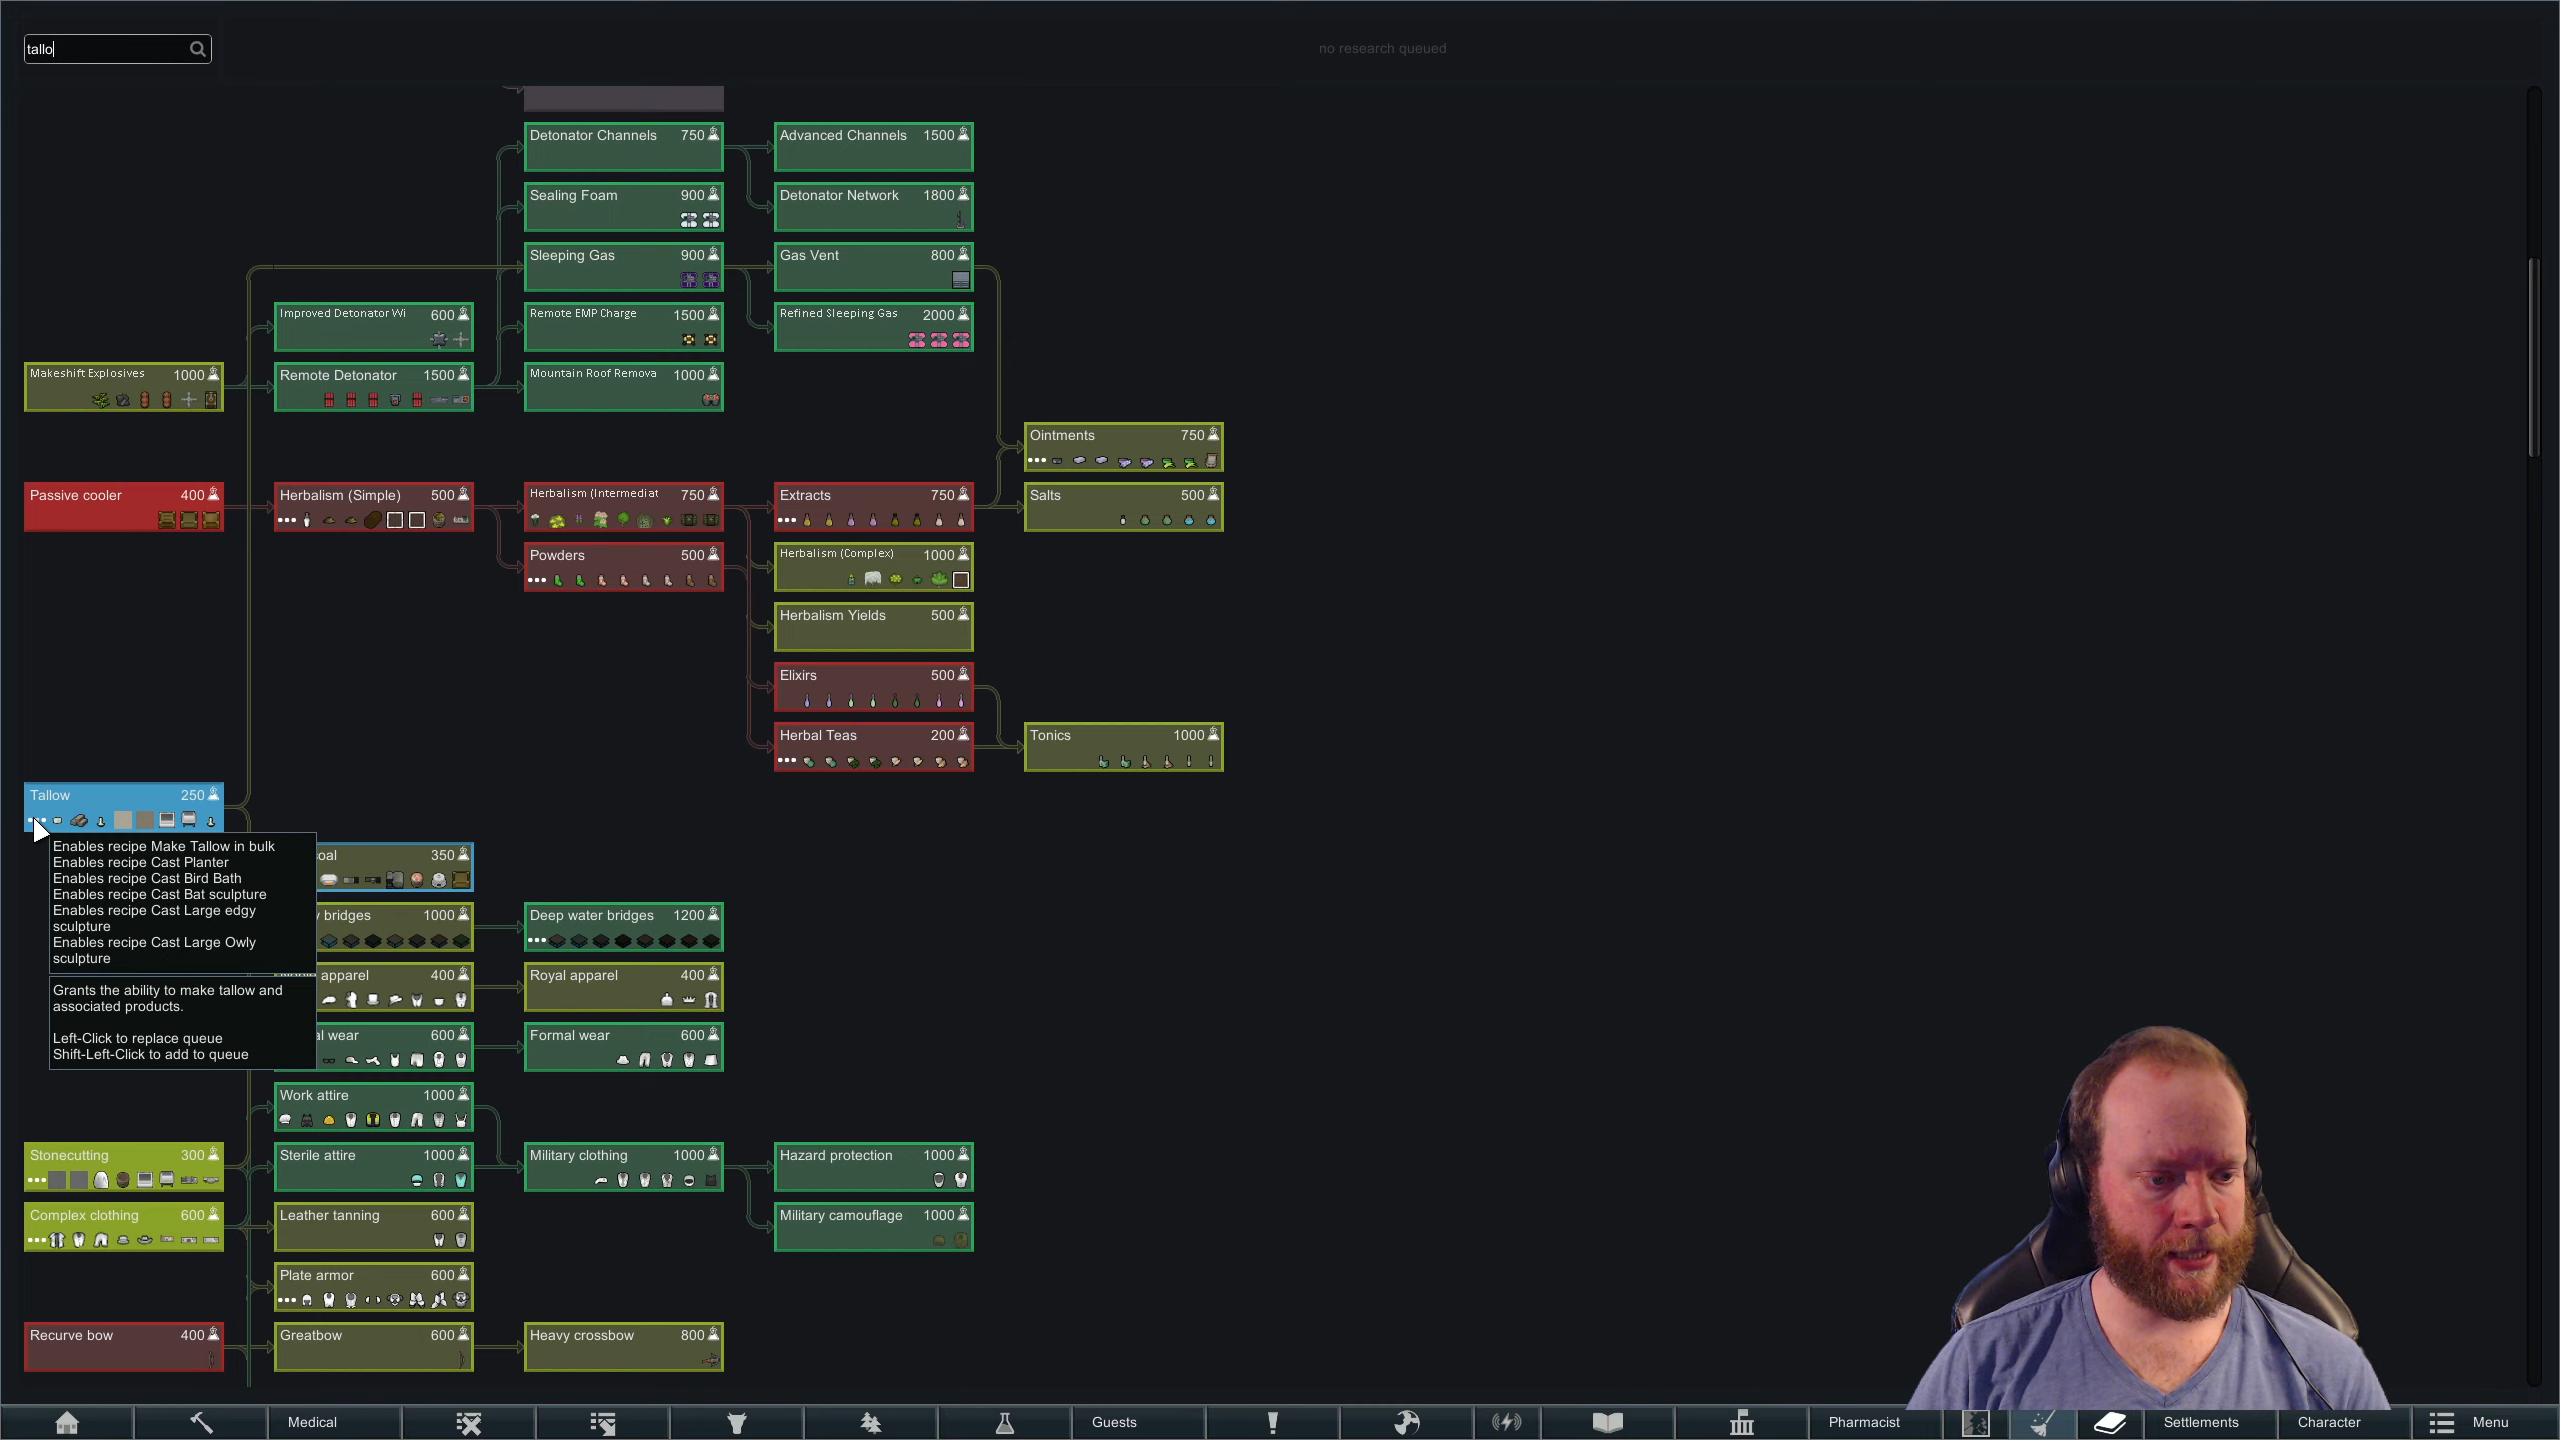 tallo
no research queued
Detonator Channels 750
Advanced Channels 1500
Sealing Foam 900
Detonator Network 1800
Sleeping Gas 900
Gas Vent 800
Improved Detonator Wi 600
Remote EMP Charge 1500
Refined Sleeping Gas 2000
Makeshift Explosives 1000
Remote Detonator 1500
Mountain Roof Remova 1000
Ointments 750
Passive cooler 400
Herbalism (Simple) 500
Herbalism (Intermediat 750
Extracts 750
Salts 500
Powders 500
Herbalism (Complex) 1000
Herbalism Yields 500
Elixirs 500
Herbal Teas 200
Tonics 1000
Tallow 250
Enables recipe Make Tallow in bulk
Enables recipe Cast Planter
Enables recipe Cast Bird Bath
Enables recipe Cast Bat sculpture
Enables recipe Cast Large edgy
sculpture
Enables recipe Cast Large Owly
sculpture
Grants the ability to make tallow and
associated products.
Left-Click to replace queue
Shift-Left-Click to add to queue
oal 350
bridges 1000
Deep water bridges 1200
apparel 400
Royal apparel 400
al wear 600
Formal wear 600
Work attire 1000
Stonecutting 300
Sterile attire 1000
Military clothing 1000
Hazard protection 1000
Complex clothing 600
Leather tanning 600
Military camouflage 1000
Plate armor 600
Recurve bow 400
Greatbow 600
Heavy crossbow 800
Medical
Guests
Pharmacist
Settlements
Character
Menu